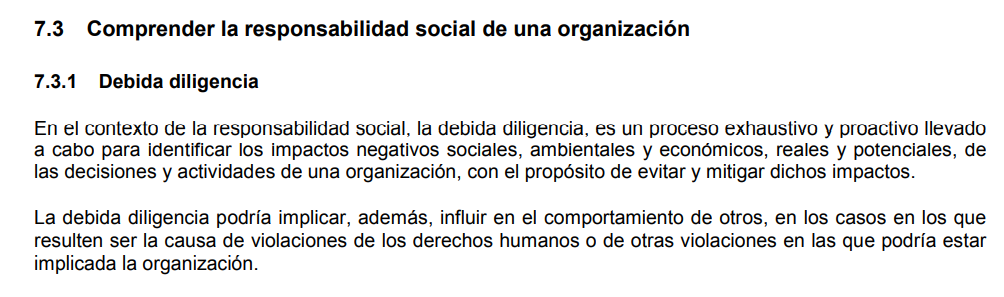 7.3 Comprender la responsabilidad social de una organización
7.3.1 Debida diligencia
En el contexto de la responsabilidad social, la debida diligencia, es un proceso exhaustivo y proactivo llevado
a cabo para identificar los impactos negativos sociales, ambientales y económicos, reales y potenciales, de
las decisiones y actividades de una organización, con el propósito de evitar y mitigar dichos impactos.
La debida diligencia podría implicar, además, influir en el comportamiento de otros, en los casos en los que
resulten ser la causa de violaciones de los derechos humanos o de otras violaciones en las que podría estar
implicada la organización.